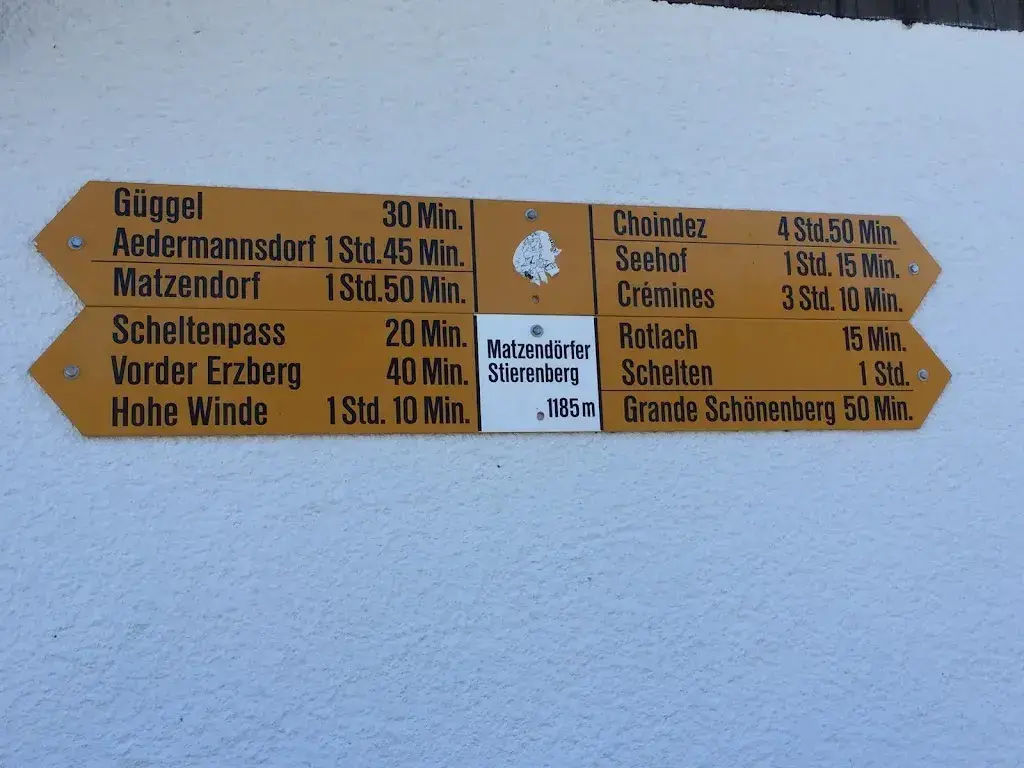 Güggel 30 Min.
Aedermannsdorf 1 Std. 45 Min.
Matzendorf 1 Std. 50 Min.
Scheltenpass 20 Min.
Vorder Erzberg 40 Min.
Hohe Winde 1 Std. 10 Min.
Matzendörfer
Stierenberg
1185 m
Choindez 4 Std. 50 Min.
Seehof 1 Std. 15 Min.
Crémines 3 Std. 10 Min.
Rotlach 15 Min.
Schelten 1 Std.
Grande Schönenberg 50 Min.